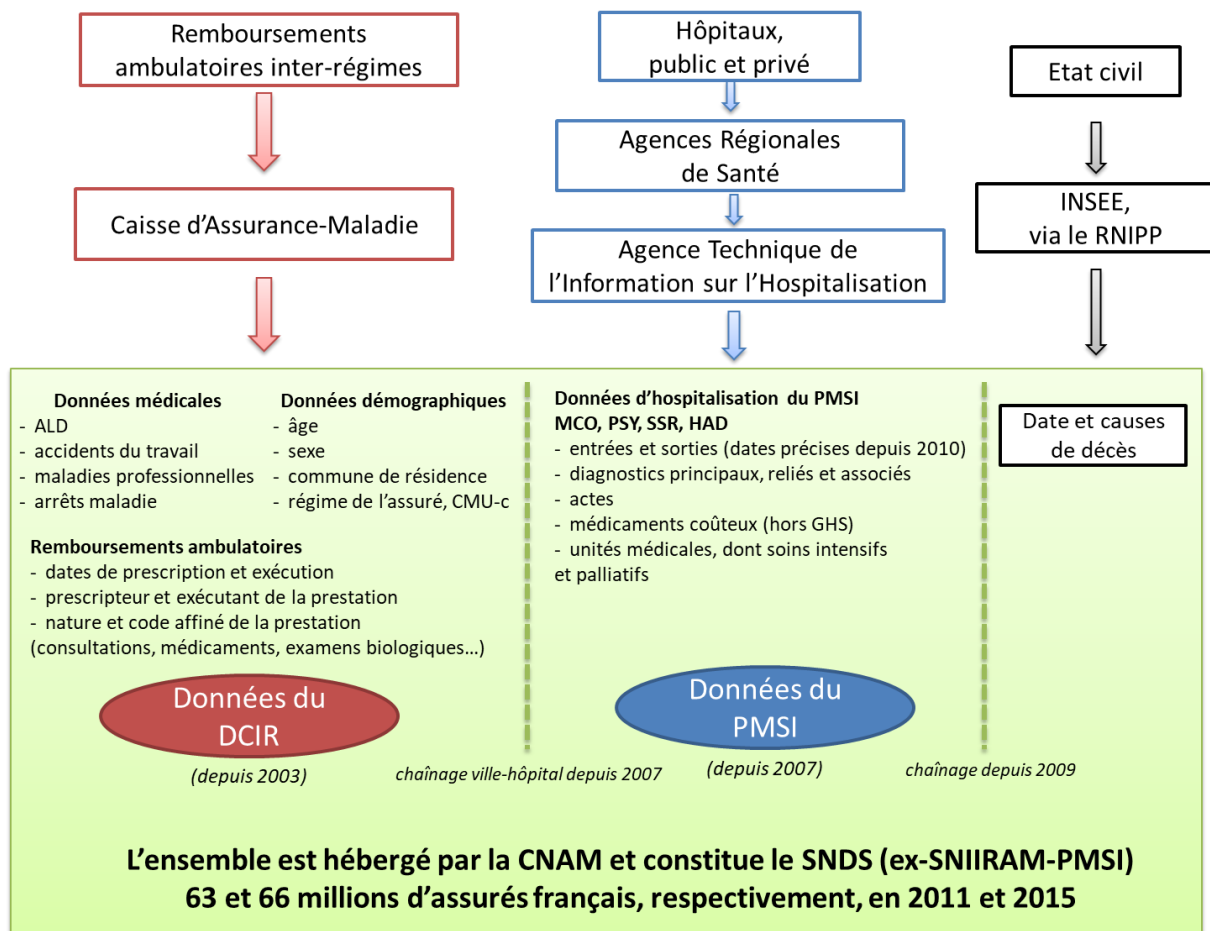 Remboursements
ambulatoires inter-régimes
Hôpitaux,
public et privé
Etat civil
Agences Régionales
de Santé
Caisse d’Assurance-Maladie
INSEE,
via le RNIPP
Agence Technique de
l’Information sur l’Hospitalisation
Données médicales
- ALD
- accidents du travail
- maladies professionnelles
- arrêts maladie
Données démographiques
- âge
- sexe
- commune de résidence
- régime de l’assuré, CMU-c
Remboursements ambulatoires
- dates de prescription et exécution
- prescripteur et exécutant de la prestation
- nature et code affiné de la prestation
(consultations, médicaments, examens biologiques…)
Données du
DCIR
(depuis 2003)
chaînage ville-hôpital depuis 2007
Données d’hospitalisation du PMSI
MCO, PSY, SSR, HAD
- entrées et sorties (dates précises depuis 2010)
- diagnostics principaux, reliés et associés
- actes
- médicaments coûteux (hors GHS)
- unités médicales, dont soins intensifs
et palliatifs
Données du
PMSI
(depuis 2007)
chaînage depuis 2009
Date et causes
de décès
L’ensemble est hébergé par la CNAM et constitue le SNDS (ex-SNIIRAM-PMSI)
63 et 66 millions d’assurés français, respectivement, en 2011 et 2015